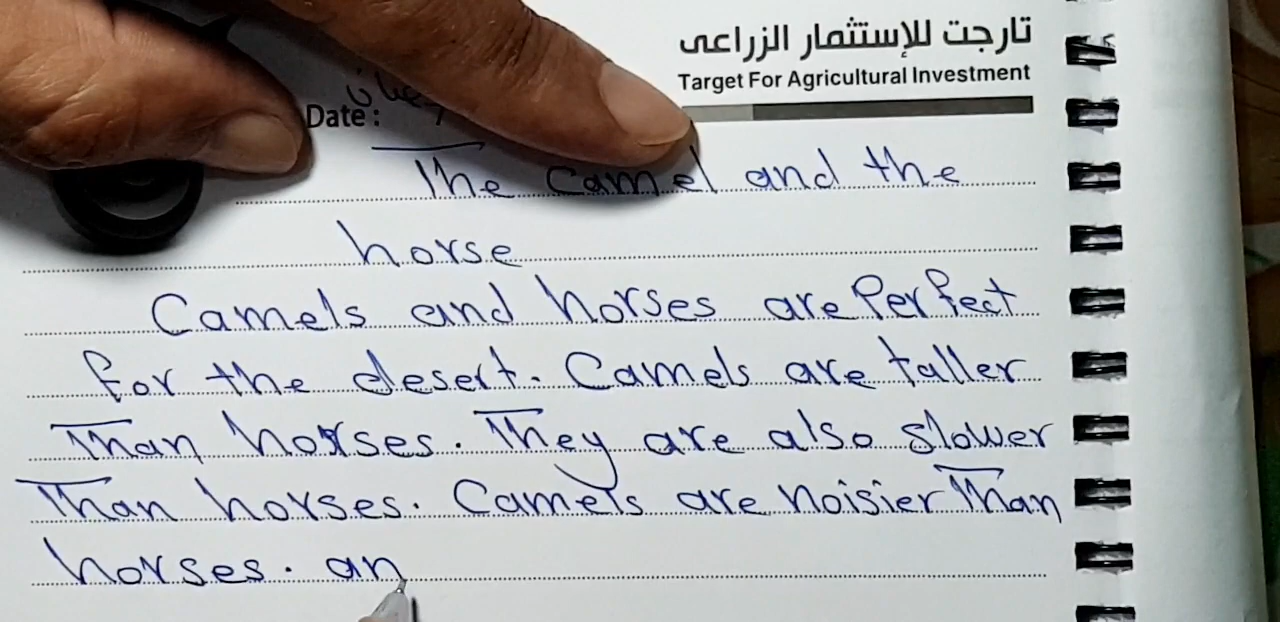 تارجت للإستثمار الزراعى
Target For Agricultural Investment
Date :
The Camel and the
horse
Camels and horses are Perfect
for the desert. Camels are taller
Than horses. They are also slower
Than horses. Camels are noisier Than
horses. an